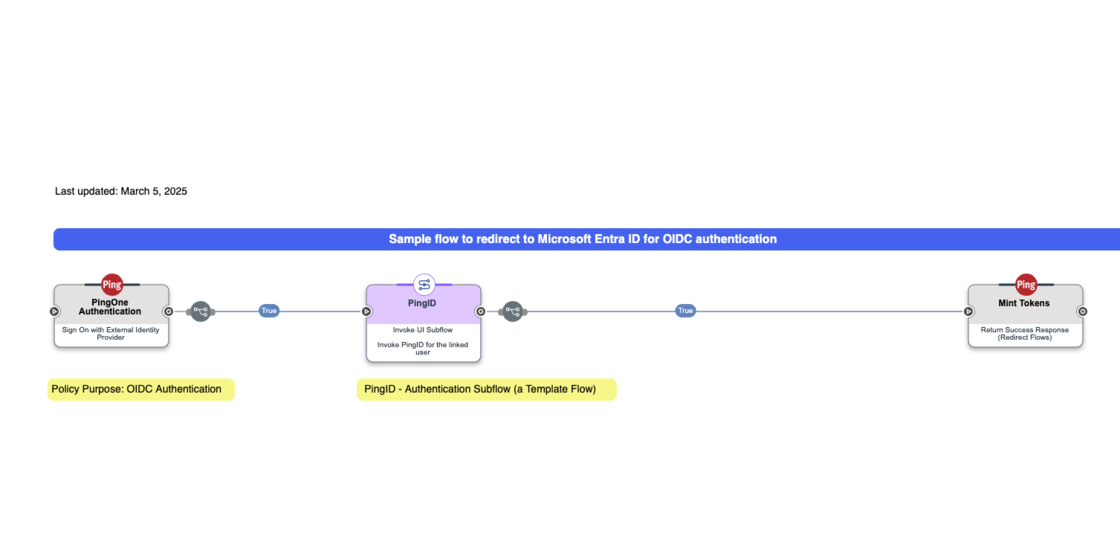 Last updated: March 5, 2025
Sample flow to redirect to Microsoft Entra ID for OIDC authentication
Ping
PingOne
Authentication
Sign On with External Identity
Provider
True
PingID
Invoke UI Subflow
Invoke PingID for the linked
user
True
Ping
Mint Tokens
Return Success Response
(Redirect Flows)
Policy Purpose: OIDC Authentication
PingID - Authentication Subflow (a Template Flow)